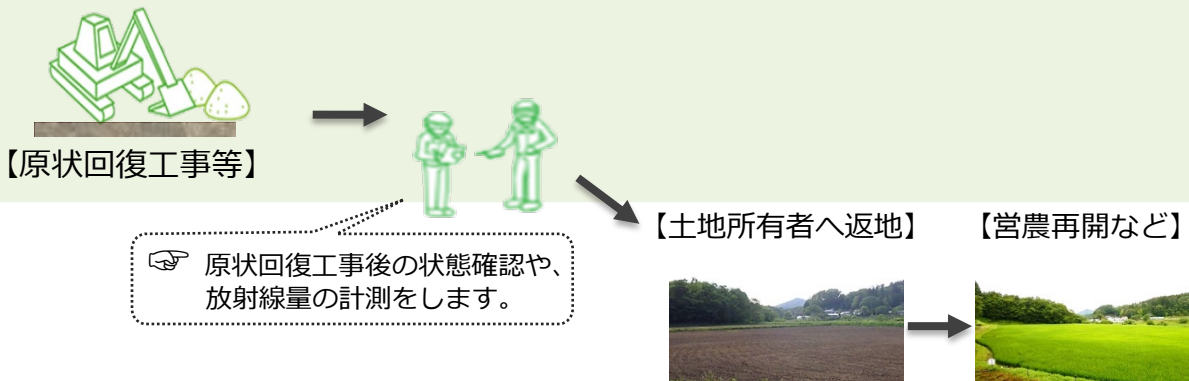 【原状回復工事等】
【土地所有者へ返地】
【営農再開など】
☞ 原状回復工事後の状態確認や、
放射線量の計測をします。